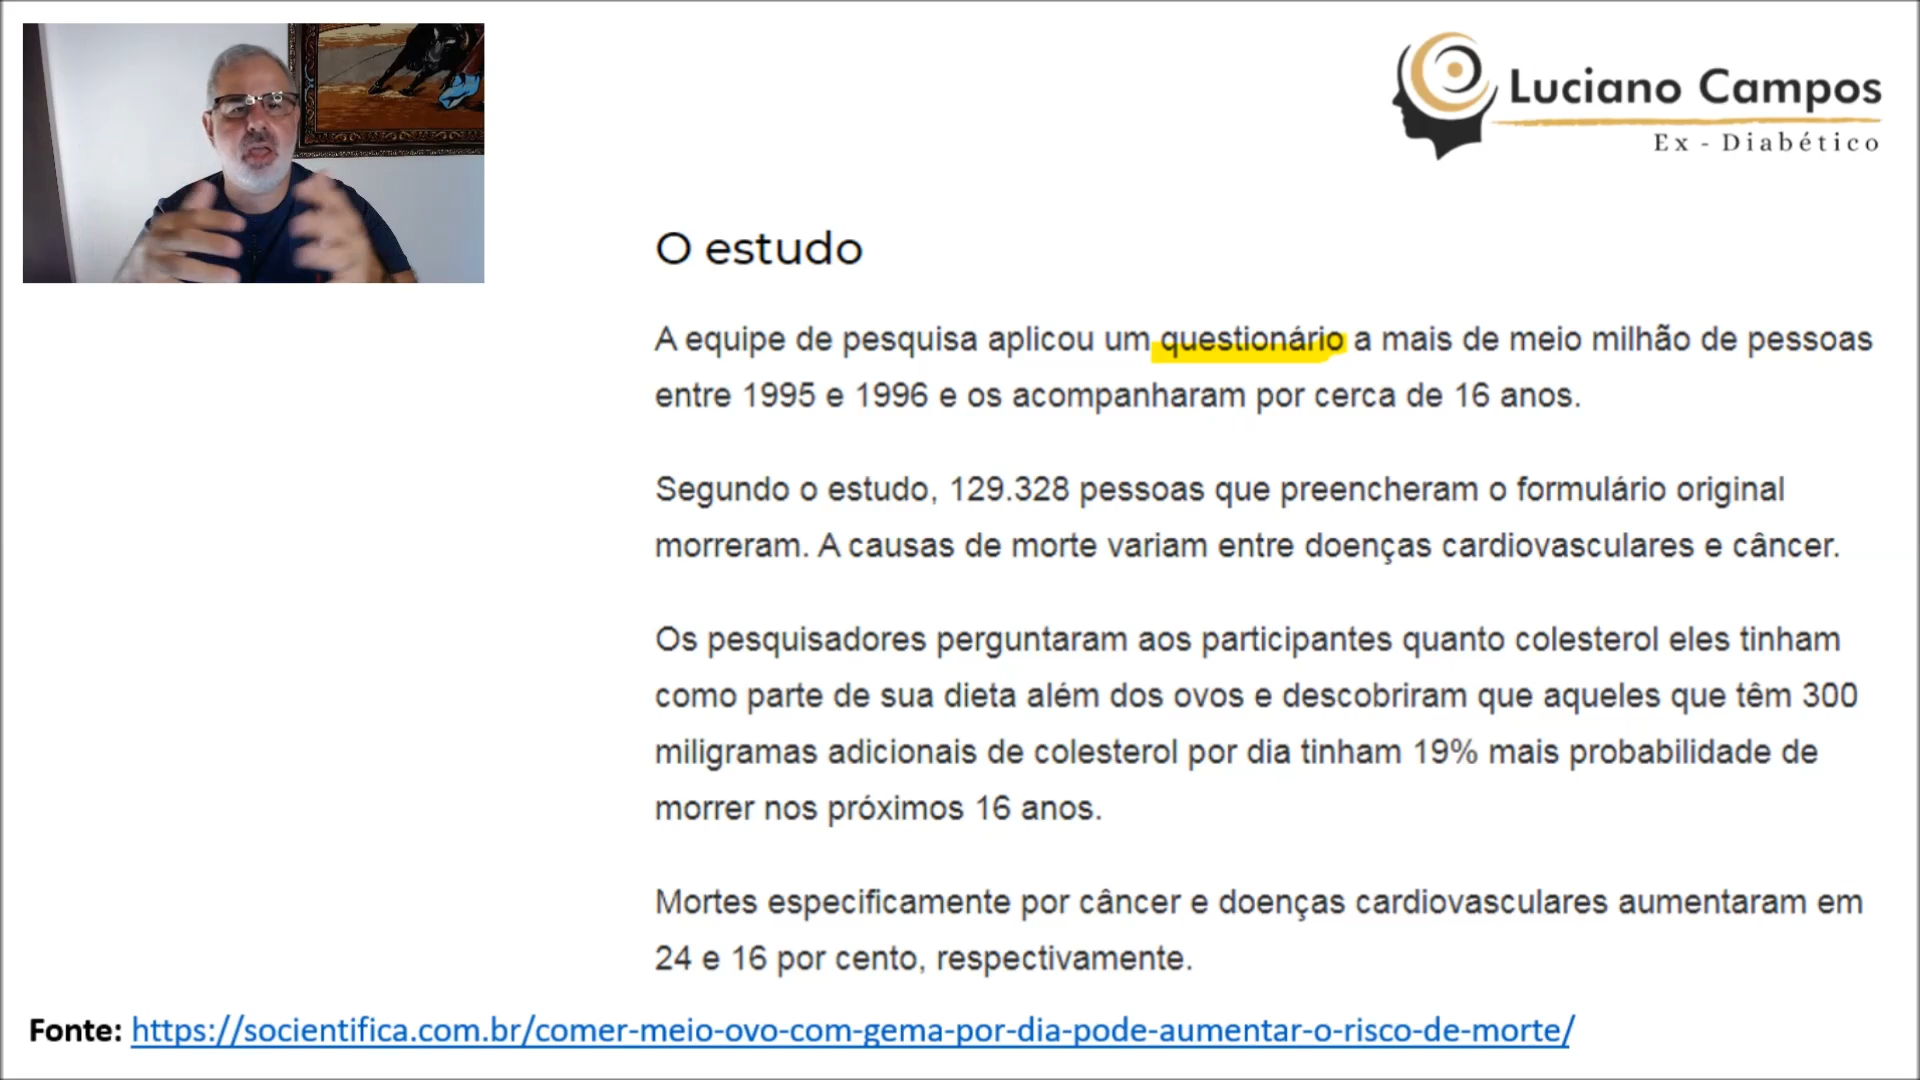 Luciano Campos
Ex - Diabético
O estudo
A equipe de pesquisa aplicou um questionário a mais de meio milhão de pessoas
entre 1995 e 1996 e os acompanharam por cerca de 16 anos.
Segundo o estudo, 129.328 pessoas que preencheram o formulário original
morreram. A causas de morte variam entre doenças cardiovasculares e câncer.
Os pesquisadores perguntaram aos participantes quanto colesterol eles tinham
como parte de sua dieta além dos ovos e descobriram que aqueles que têm 300
miligramas adicionais de colesterol por dia tinham 19% mais probabilidade de
morrer nos próximos 16 anos.
Mortes especificamente por câncer e doenças cardiovasculares aumentaram em
24 e 16 por cento, respectivamente.
Fonte: https://socientifica.com.br/comer-meio-ovo-com-gema-por-dia-pode-aumentar-o-risco-de-morte/